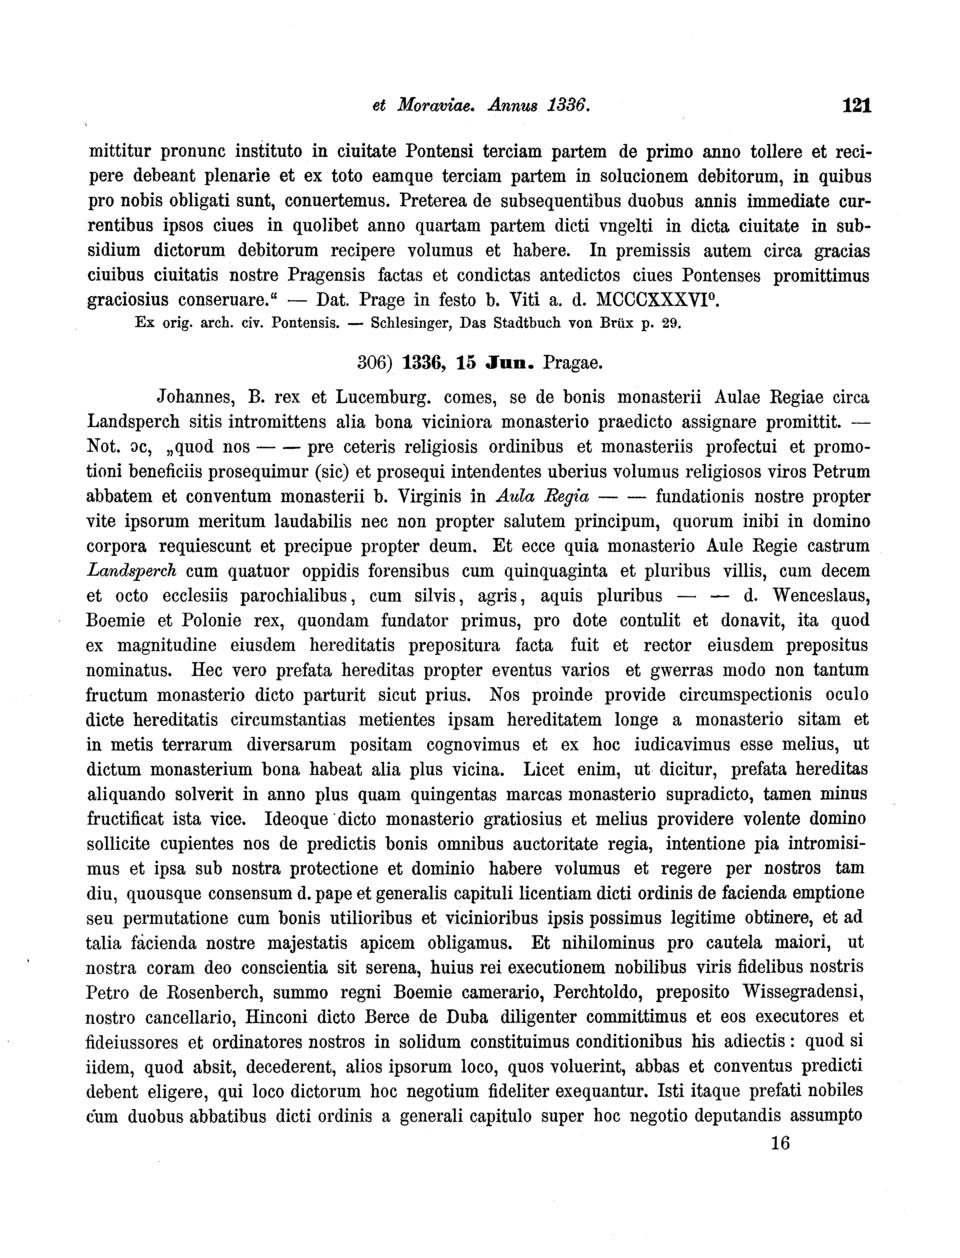 et Moraviae. Annus 1336. 121
mittitur pronunc instituto in ciuitate Pontensi terciam partem de primo anno tollere et reci-
pere debeant plenarie et ex toto eamque terciam partem in solucionem debitorum, in quibus
pro nobis obligati sunt, conuertemus. Preterea de subsequentibus duobus annis immediate cur-
rentibus ipsos ciues in quolibet anno quartam partem dicti vngelti in dicta ciuitate in sub-
sidium dictorum debitorum recipere volumus et habere. In premissis autem circa gracias
ciuibus ciuitatis nostre Pragensis factas et condictas antedictos ciues Pontenses promittimus
graciosius conseruare.“ — Dat. Prage in festo b. Viti a. d. MCCCXXXVI⁰.
Ex orig. arch. civ. Pontensis. — Schlesinger, Das Stadtbuch von Brüx p. 29.
306) 1336, 15 Jun. Pragae.
Johannes, B. rex et Lucemburg. comes, se de bonis monasterii Aulae Regiae circa
Landsperch sitis intromittens alia bona viciniora monasterio praedicto assignare promittit. —
Not. ɔc, „quod nos — — pre ceteris religiosis ordinibus et monasteriis profectui et promo-
tioni beneficiis prosequimur (sic) et prosequi intendentes uberius volumus religiosos viros Petrum
abbatem et conventum monasterii b. Virginis in Aula Regia — — fundationis nostre propter
vite ipsorum meritum laudabilis nec non propter salutem principum, quorum inibi in domino
corpora requiescunt et precipue propter deum. Et ecce quia monasterio Aule Regie castrum
Landsperch cum quatuor oppidis forensibus cum quinquaginta et pluribus villis, cum decem
et octo ecclesiis parochialibus, cum silvis, agris, aquis pluribus — — d. Wenceslaus,
Boemie et Polonie rex, quondam fundator primus, pro dote contulit et donavit, ita quod
ex magnitudine eiusdem hereditatis prepositura facta fuit et rector eiusdem prepositus
nominatus. Hec vero prefata hereditas propter eventus varios et gwerras modo non tantum
fructum monasterio dicto parturit sicut prius. Nos proinde provide circumspectionis oculo
dicte hereditatis circumstantias metientes ipsam hereditatem longe a monasterio sitam et
in metis terrarum diversarum positam cognovimus et ex hoc iudicavimus esse melius, ut
dictum monasterium bona habeat alia plus vicina. Licet enim, ut dicitur, prefata hereditas
aliquando solverit in anno plus quam quingentas marcas monasterio supradicto, tamen minus
fructificat ista vice. Ideoque dicto monasterio gratiosius et melius providere volente domino
sollicite cupientes nos de predictis bonis omnibus auctoritate regia, intentione pia intromisi-
mus et ipsa sub nostra protectione et dominio habere volumus et regere per nostros tam
diu, quousque consensum d. pape et generalis capituli licentiam dicti ordinis de facienda emptione
seu permutatione cum bonis utilioribus et vicinioribus ipsis possimus legitime obtinere, et ad
talia facienda nostre majestatis apicem obligamus. Et nihilominus pro cautela maiori, ut
nostra coram deo conscientia sit serena, huius rei executionem nobilibus viris fidelibus nostris
Petro de Rosenberch, summo regni Boemie camerario, Perchtoldo, preposito Wissegradensi,
nostro cancellario, Hinconi dicto Berce de Duba diligenter committimus et eos executores et
fideiussores et ordinatores nostros in solidum constituimus conditionibus his adiectis : quod si
iidem, quod absit, decederent, alios ipsorum loco, quos voluerint, abbas et conventus predicti
debent eligere, qui loco dictorum hoc negotium fideliter exequantur. Isti itaque prefati nobiles
cum duobus abbatibus dicti ordinis a generali capitulo super hoc negotio deputandis assumpto
16